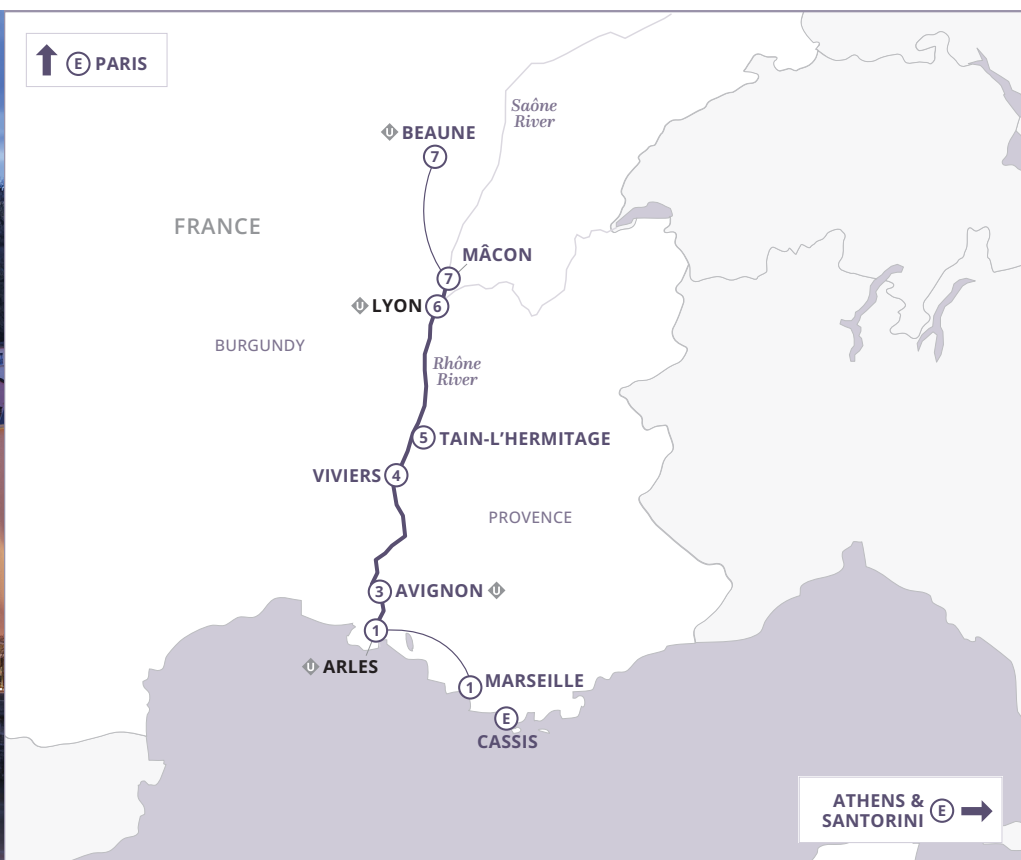 E PARIS
Saône
River
U BEAUNE
7
FRANCE
MÂCON
7
U LYON 6
BURGUNDY
Rhône
River
5 TAIN-L’HERMITAGE
VIVIERS 4
PROVENCE
3 AVIGNON U
1
U ARLES
1 MARSEILLE
E
CASSIS
ATHENS &
SANTORINI E